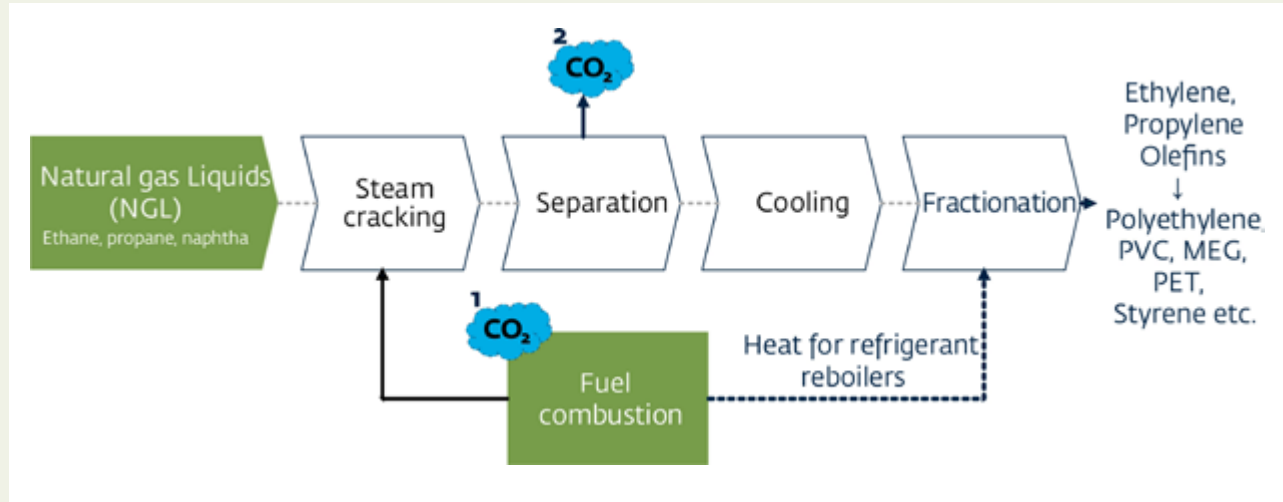 2
CO₂
Natural gas Liquids
(NGL)
Ethane, propane, naphtha
Steam
cracking
Separation
Cooling
Fractionation
Ethylene,
Propylene
Olefins
↓
Polyethylene,
PVC, MEG,
PET,
Styrene etc.
1
CO₂
Fuel
combustion
Heat for refrigerant
reboilers